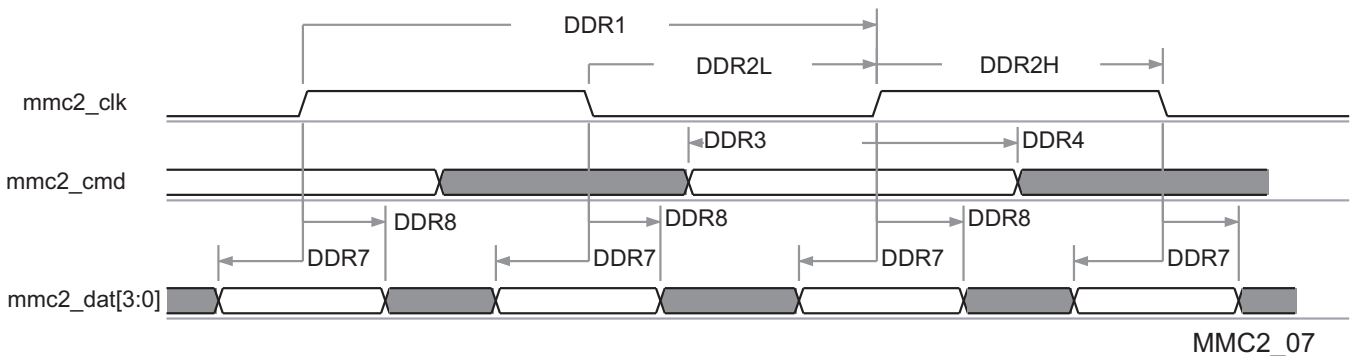 DDR1
DDR2L DDR2H
mmc2_clk
DDR3 DDR4
mmc2_cmd
DDR8 DDR8 DDR8
DDR7 DDR7 DDR7 DDR7
mmc2_dat[3:0]
MMC2_07